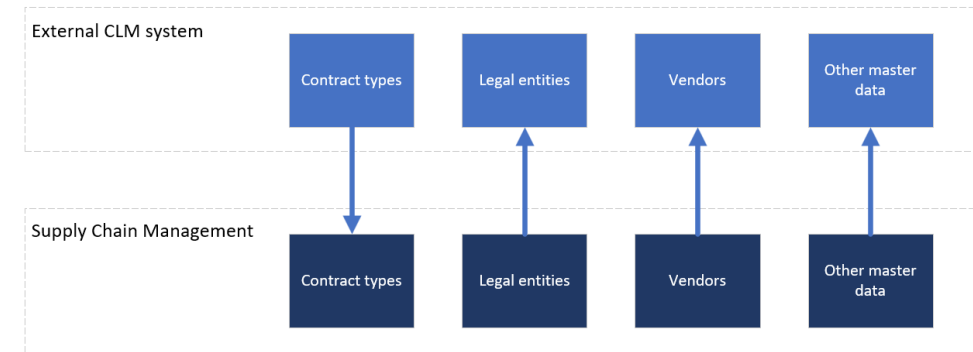 External CLM system
Contract types
Legal entities
Vendors
Other master
data
Supply Chain Management
Contract types
Legal entities
Vendors
Other master
data